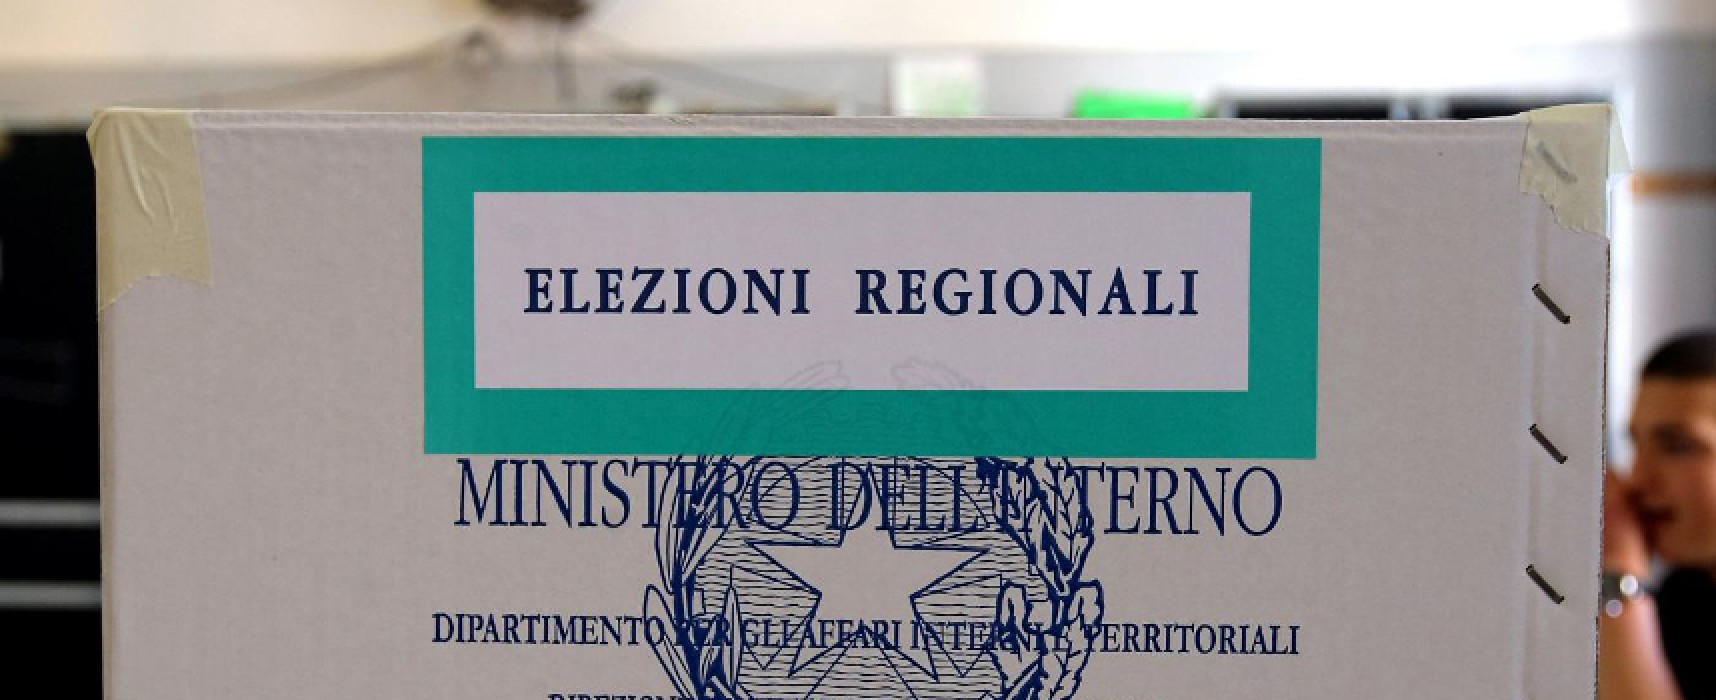 ELEZIONI REGIONALI
MINISTERO DELL'INTERNO
DIPARTIMENTO PER GLI AFFARI INTERNI E TERRITORIALI